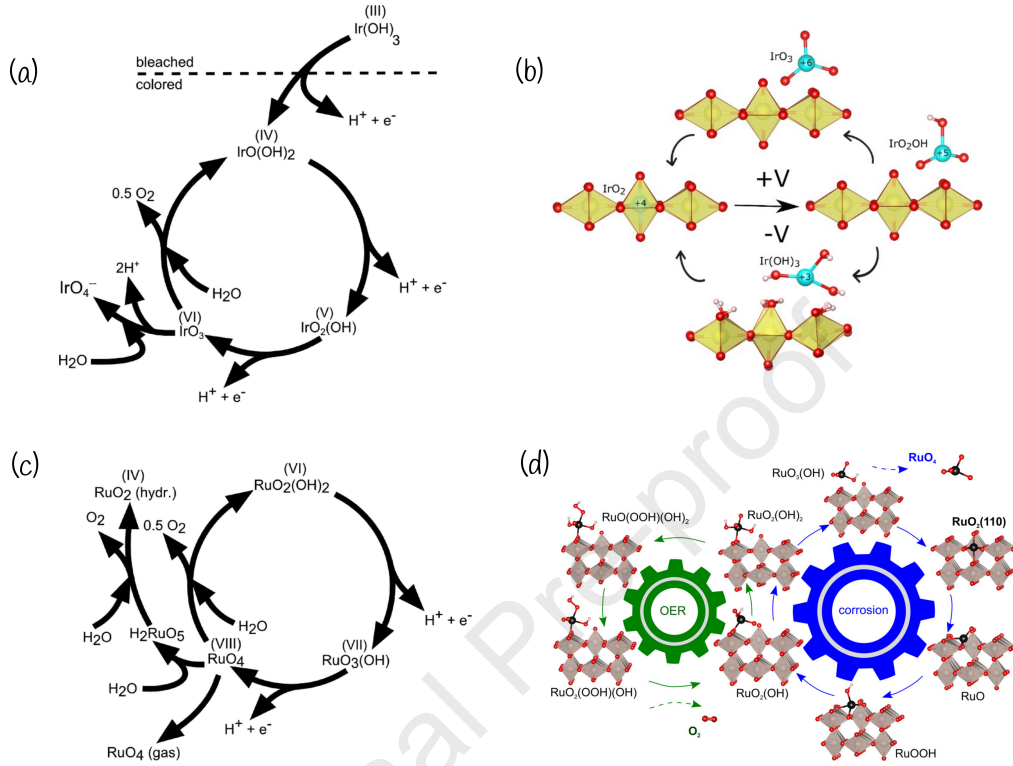 (a)
(III)
Ir(OH)3
bleached
colored
H+ + e-
(IV)
IrO(OH)2
0.5 O2
2H+
IrO4--
H2O
(VI)
IrO3
H2O
(V)
IrO2(OH)
H+ + e-
H+ + e-
(b)
IrO3
+6
IrO2OH
+5
IrO2
+4
+V
-V
Ir(OH)3
+3
(c)
(IV)
RuO2 (hydr.)
(VI)
RuO2(OH)2
O2
0.5 O2
H2O
H2RuO5
H2O
(VIII)
RuO4
H2O
(VII)
RuO3(OH)
H+ + e-
H+ + e-
RuO4 (gas)
(d)
RuO3(OH)
RuO4
RuO(OOH)(OH)2
RuO2(OH)2
RuO2(110)
OER
corrosion
RuO2(OOH)(OH)
RuO2(OH)
RuO
O2
RuOOH
nal Pre-proof